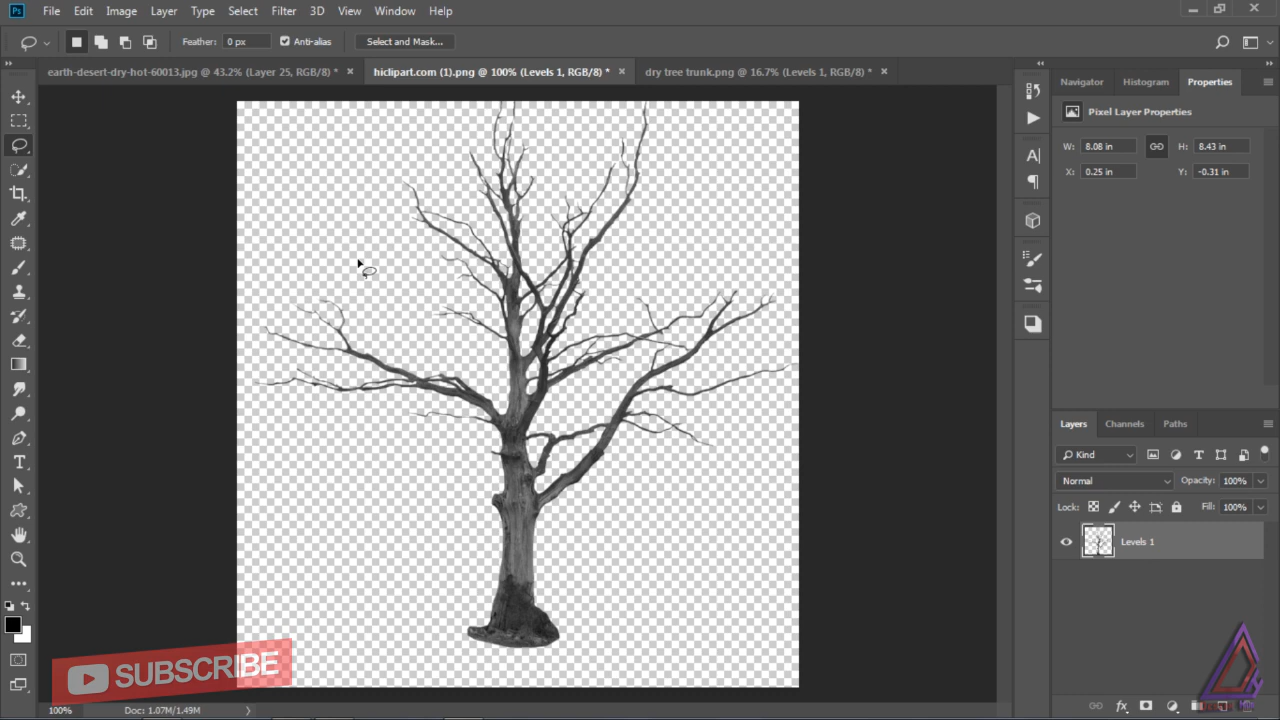 Ps File Edit Image Layer Type Select Filter 3D View Window Help
Feather: 0 px Anti-alias Select and Mask...
earth-desert-dry-hot-60013.jpg @ 43.2% (Layer 25, RGB/8) * hiclipart.com (1).png @ 100% (Levels 1, RGB/8) * dry tree trunk.png @ 16.7% (Levels 1, RGB/8) *
Navigator Histogram Properties
Pixel Layer Properties
W: 8.08 in H: 8.43 in
X: 0.25 in Y: -0.31 in
Layers Channels Paths
Kind
Normal Opacity: 100%
Lock: Fill: 100%
Levels 1
SUBSCRIBE
100% Doc: 1.07M/1.49M